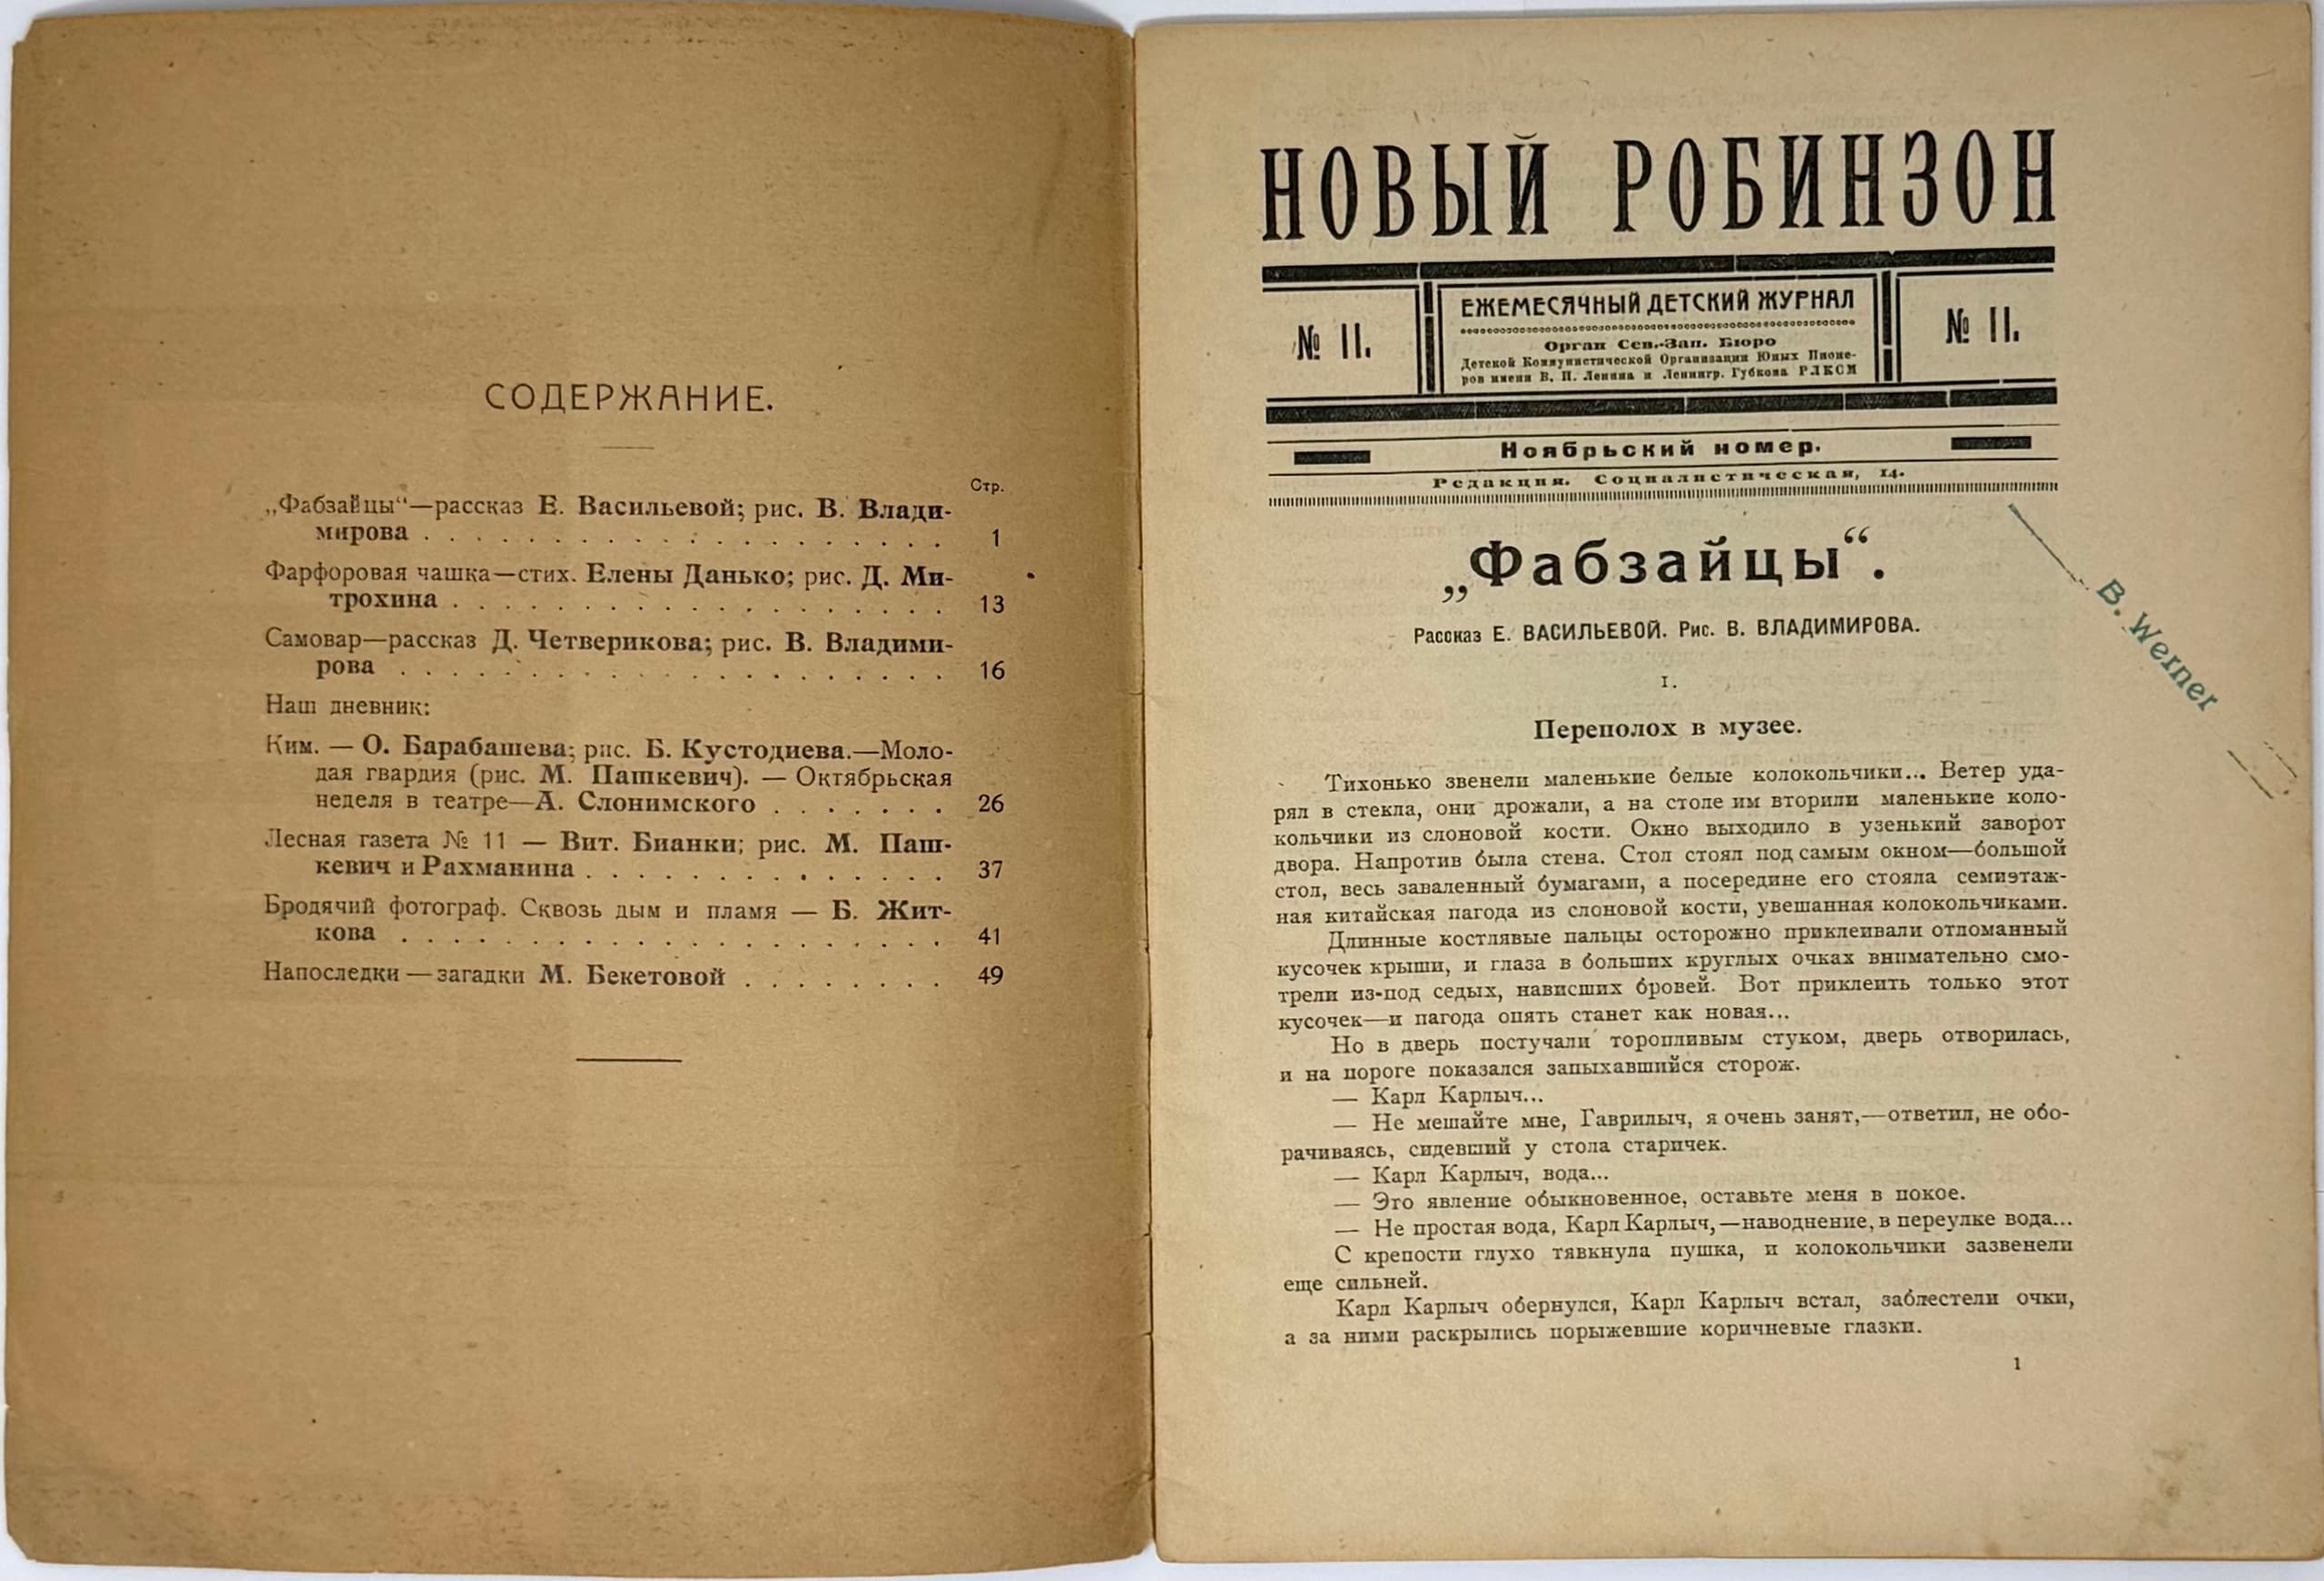 СОДЕРЖАНИЕ.
Стр.
„Фабзайцы“—рассказ Е. Васильевой; рис. В. Влади-
мирова . . . . . . . . . . . . . . . . . . . . 1
Фарфоровая чашка—стих. Елены Данько; рис. Д. Ми-
трохина . . . . . . . . . . . . . . . . . . . 13
Самовар—рассказ Д. Четверикова; рис. В. Владими-
рова . . . . . . . . . . . . . . . . . . . . . 16
Наш дневник:
Ким. — О. Барабашева; рис. Б. Кустодиева.—Моло-
дая гвардия (рис. М. Пашкевич). — Октябрьская
неделя в театре—А. Слонимского . . . . . . . 26
Лесная газета № 11 — Вит. Бианки; рис. М. Паш-
кевич и Рахманина . . . . . . . . . . . . . . 37
Бродячий фотограф. Сквозь дым и пламя — Б. Жит-
кова . . . . . . . . . . . . . . . . . . . . . 41
Напоследки — загадки М. Бекетовой . . . . . . . . 49
НОВЫЙ РОБИНЗОН
№ 11.
ЕЖЕМЕСЯЧНЫЙ ДЕТСКИЙ ЖУРНАЛ
Орган Сев.-Зап. Бюро
Детской Коммунистической Организации Юных Пионе-
ров имени В. И. Ленина и Ленингр. Губкома РЛКСМ
№ 11.
Ноябрьский номер.
Редакция. Социалистическая, 14.
„Фабзайцы“.
Рассказ Е. ВАСИЛЬЕВОЙ. Рис. В. ВЛАДИМИРОВА.
B. Werner
I.
Переполох в музее.
Тихонько звенели маленькие белые колокольчики... Ветер уда-
рял в стекла, они дрожали, а на столе им вторили маленькие коло-
кольчики из слоновой кости. Окно выходило в узенький заворот
двора. Напротив была стена. Стол стоял под самым окном—большой
стол, весь заваленный бумагами, а посередине его стояла семиэтаж-
ная китайская пагода из слоновой кости, увешанная колокольчиками.
Длинные костлявые пальцы осторожно приклеивали отломанный
кусочек крыши, и глаза в больших круглых очках внимательно смо-
трели из-под седых, нависших бровей. Вот приклеить только этот
кусочек—и пагода опять станет как новая...
Но в дверь постучали торопливым стуком, дверь отворилась,
и на пороге показался запыхавшийся сторож.
— Карл Карлыч...
— Не мешайте мне, Гаврилыч, я очень занят,—ответил, не обо-
рачиваясь, сидевший у стола старичек.
— Карл Карлыч, вода...
— Это явление обыкновенное, оставьте меня в покое.
— Не простая вода, Карл Карлыч,—наводнение, в переулке вода...
С крепости глухо тявкнула пушка, и колокольчики зазвенели
еще сильней.
Карл Карлыч обернулся, Карл Карлыч встал, заблестели очки,
а за ними раскрылись порыжевшие коричневые глазки.
1